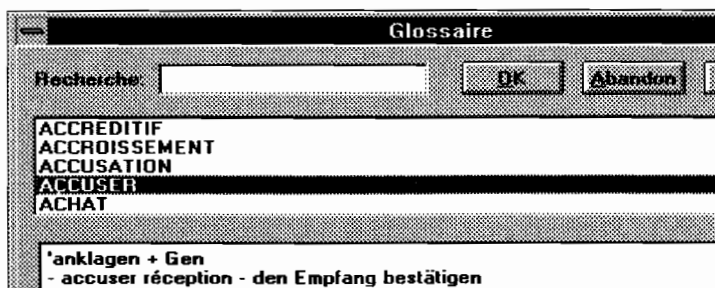 Glossaire
Recherche: OK Abandon
ACCREDITIF
ACCROISSEMENT
ACCUSATION
ACCUSER
ACHAT
'anklagen + Gen
- accuser réception - den Empfang bestätigen